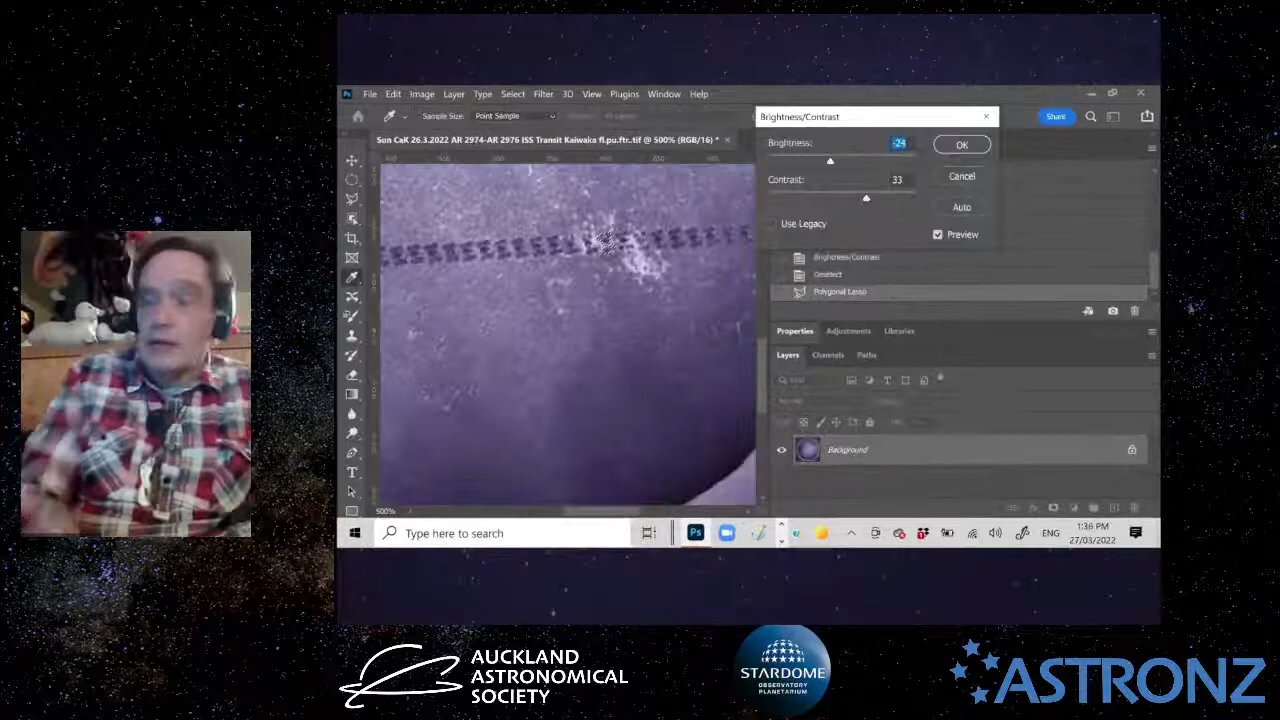 Ps File Edit Image Layer Type Select Filter 3D View Plugins Window Help
Sample Size: Point Sample
Share
Sun CaK 26.3.2022 AR 2974-AR 2976 ISS Transit Kaiwaka fl.pu.ftr..tif @ 500% (RGB/16) *
Brightness/Contrast
Brightness: -24
OK
Cancel
Contrast: 33
Auto
Use Legacy
Preview
Brightness/Contrast
Deselect
Polygonal Lasso
Properties Adjustments Libraries
Layers Channels Paths
Background
500%
Type here to search
Ps
ENG
1:36 PM
27/03/2022
AUCKLAND
ASTRONOMICAL
SOCIETY
STARDOME
OBSERVATORY
PLANETARIUM
ASTRONZ